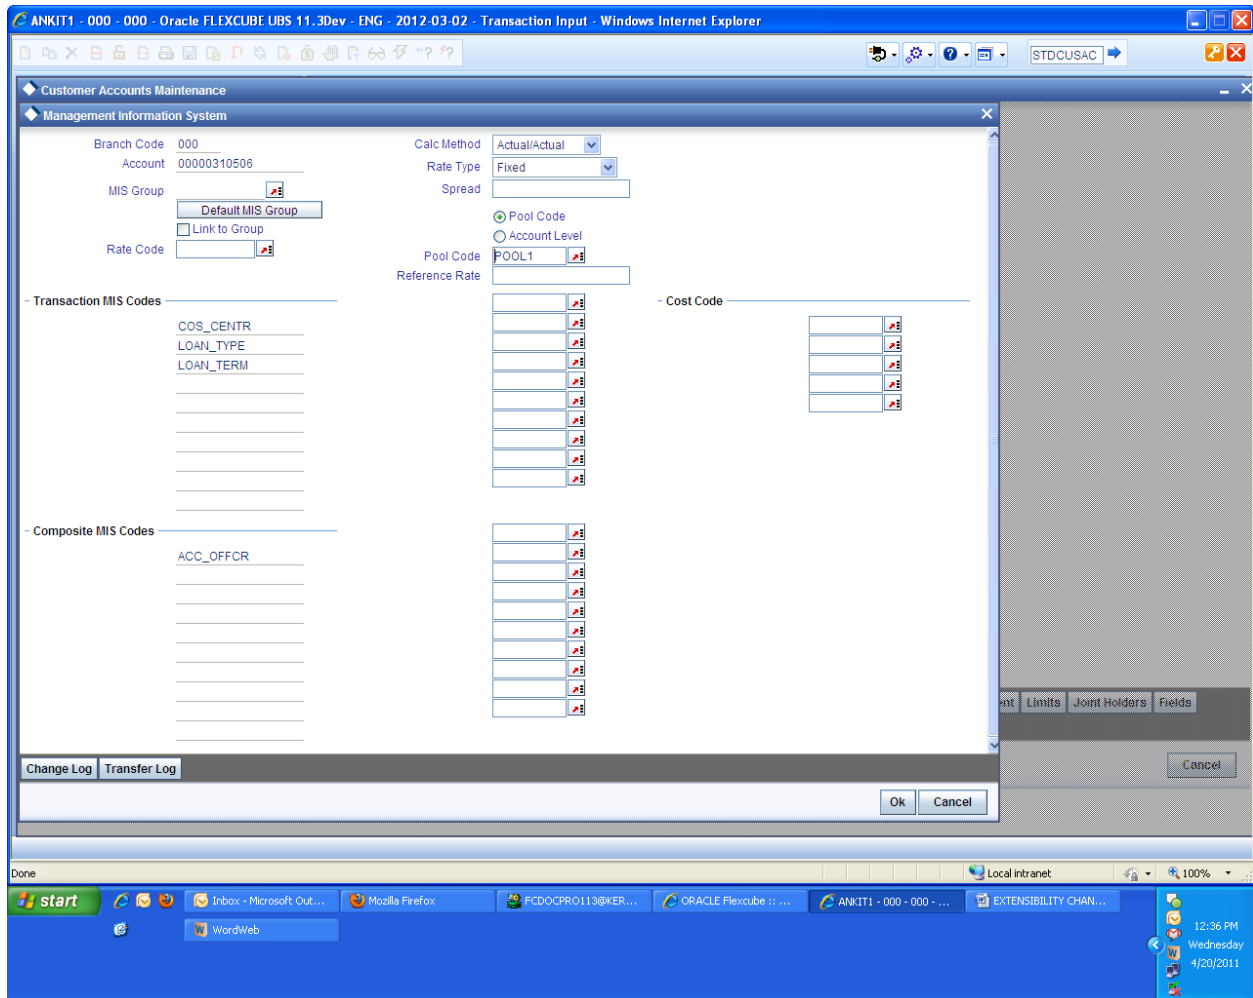 ANKIT1 - 000 - 000 - Oracle FLEXCUBE UBS 11.3Dev - ENG - 2012-03-02 - Transaction Input - Windows Internet Explorer
STDCUSAC
Customer Accounts Maintenance
Management Information System
Branch Code 000
Account 00000310506
MIS Group
Default MIS Group
Link to Group
Rate Code
Calc Method Actual/Actual
Rate Type Fixed
Spread
Pool Code
Account Level
Pool Code POOL1
Reference Rate
Transaction MIS Codes
COS_CENTR
LOAN_TYPE
LOAN_TERM
Cost Code
Composite MIS Codes
ACC_OFFCR
Limits Joint Holders Fields
Change Log Transfer Log
Cancel
Ok Cancel
Done
Local intranet
100%
start
Inbox - Microsoft Out...
Mozilla Firefox
FCDOCPRO113@KER...
ORACLE Flexcube :: ...
ANKIT1 - 000 - 000 - ...
EXTENSIBILITY CHAN...
WordWeb
12:36 PM
Wednesday
4/20/2011